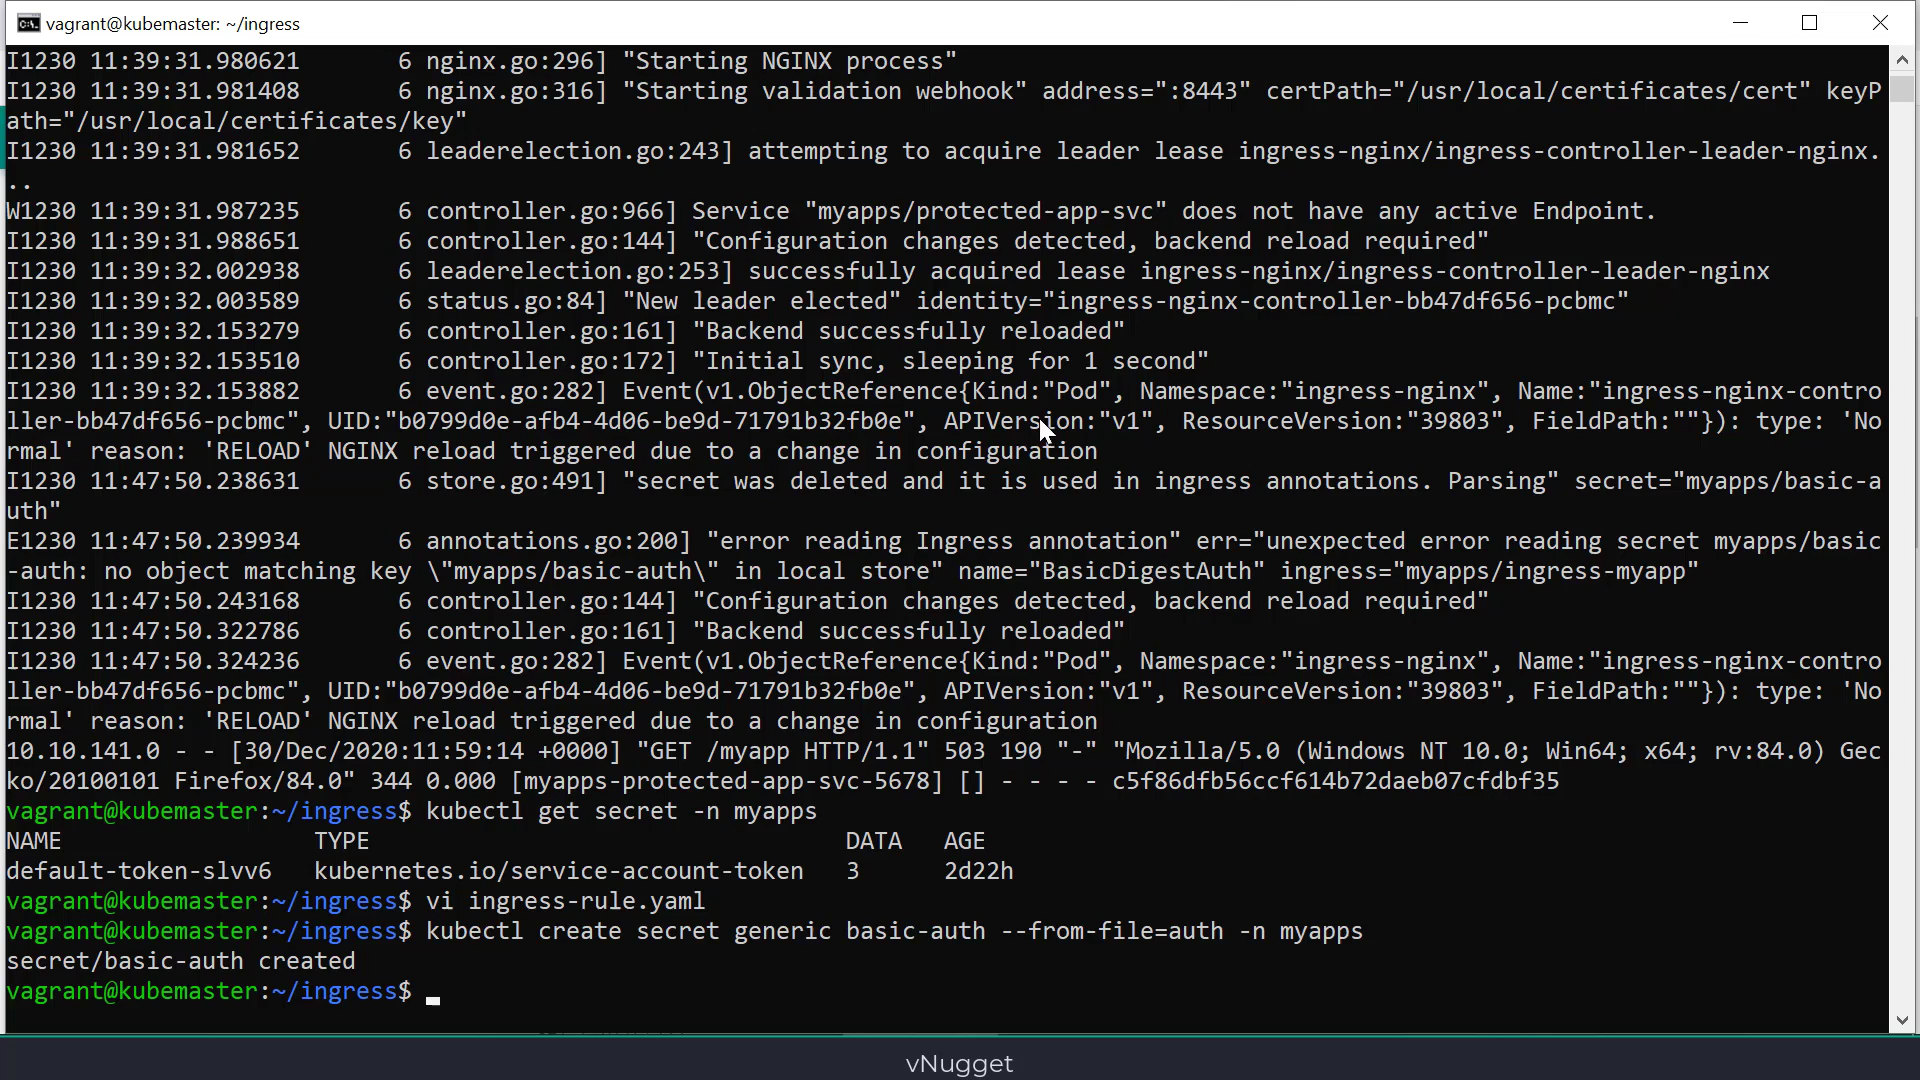 vagrant@kubemaster: ~/ingress
I1230 11:39:31.980621       6 nginx.go:296] "Starting NGINX process"
I1230 11:39:31.981408       6 nginx.go:316] "Starting validation webhook" address=":8443" certPath="/usr/local/certificates/cert" keyP
ath="/usr/local/certificates/key"
I1230 11:39:31.981652       6 leaderelection.go:243] attempting to acquire leader lease ingress-nginx/ingress-controller-leader-nginx.
..
W1230 11:39:31.987235       6 controller.go:966] Service "myapps/protected-app-svc" does not have any active Endpoint.
I1230 11:39:31.988651       6 controller.go:144] "Configuration changes detected, backend reload required"
I1230 11:39:32.002938       6 leaderelection.go:253] successfully acquired lease ingress-nginx/ingress-controller-leader-nginx
I1230 11:39:32.003589       6 status.go:84] "New leader elected" identity="ingress-nginx-controller-bb47df656-pcbmc"
I1230 11:39:32.153279       6 controller.go:161] "Backend successfully reloaded"
I1230 11:39:32.153510       6 controller.go:172] "Initial sync, sleeping for 1 second"
I1230 11:39:32.153882       6 event.go:282] Event(v1.ObjectReference{Kind:"Pod", Namespace:"ingress-nginx", Name:"ingress-nginx-contro
ller-bb47df656-pcbmc", UID:"b0799d0e-afb4-4d06-be9d-71791b32fb0e", APIVersion:"v1", ResourceVersion:"39803", FieldPath:""}): type: 'No
rmal' reason: 'RELOAD' NGINX reload triggered due to a change in configuration
I1230 11:47:50.238631       6 store.go:491] "secret was deleted and it is used in ingress annotations. Parsing" secret="myapps/basic-a
uth"
E1230 11:47:50.239934       6 annotations.go:200] "error reading Ingress annotation" err="unexpected error reading secret myapps/basic
-auth: no object matching key \"myapps/basic-auth\" in local store" name="BasicDigestAuth" ingress="myapps/ingress-myapp"
I1230 11:47:50.243168       6 controller.go:144] "Configuration changes detected, backend reload required"
I1230 11:47:50.322786       6 controller.go:161] "Backend successfully reloaded"
I1230 11:47:50.324236       6 event.go:282] Event(v1.ObjectReference{Kind:"Pod", Namespace:"ingress-nginx", Name:"ingress-nginx-contro
ller-bb47df656-pcbmc", UID:"b0799d0e-afb4-4d06-be9d-71791b32fb0e", APIVersion:"v1", ResourceVersion:"39803", FieldPath:""}): type: 'No
rmal' reason: 'RELOAD' NGINX reload triggered due to a change in configuration
10.10.141.0 - - [30/Dec/2020:11:59:14 +0000] "GET /myapp HTTP/1.1" 503 190 "-" "Mozilla/5.0 (Windows NT 10.0; Win64; x64; rv:84.0) Gec
ko/20100101 Firefox/84.0" 344 0.000 [myapps-protected-app-svc-5678] [] - - - - c5f86dfb56ccf614b72daeb07cfdbf35
vagrant@kubemaster:~/ingress$ kubectl get secret -n myapps
NAME                  TYPE                                  DATA   AGE
default-token-slvv6   kubernetes.io/service-account-token   3      2d22h
vagrant@kubemaster:~/ingress$ vi ingress-rule.yaml
vagrant@kubemaster:~/ingress$ kubectl create secret generic basic-auth --from-file=auth -n myapps
secret/basic-auth created
vagrant@kubemaster:~/ingress$
vNugget